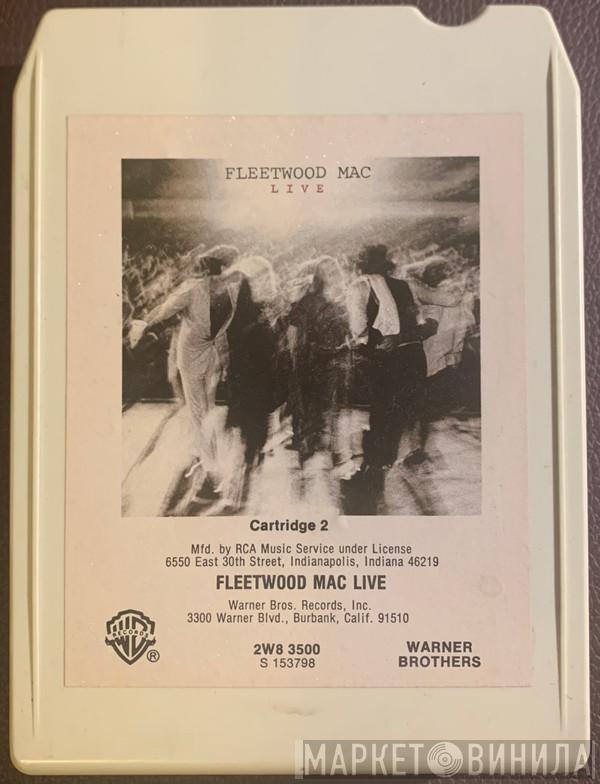 FLEETWOOD MAC
LIVE
Cartridge 2
Mfd. by RCA Music Service under License
6550 East 30th Street, Indianapolis, Indiana 46219
FLEETWOOD MAC LIVE
Warner Bros. Records, Inc.
3300 Warner Blvd., Burbank, Calif. 91510
RECORDS
®
2W8 3500
S 153798
WARNER
BROTHERS
МАРКЕТ ВИНИЛА